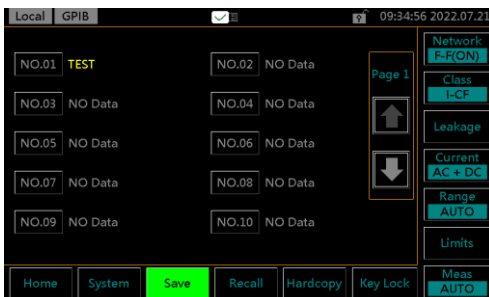 Local GPIB 09:34:56 2022.07.21
NO.01 TEST NO.02 NO Data
NO.03 NO Data NO.04 NO Data
NO.05 NO Data NO.06 NO Data
NO.07 NO Data NO.08 NO Data
NO.09 NO Data NO.10 NO Data
Page 1
Network
F-F(ON)
Class
I-CF
Leakage
Current
AC + DC
Range
AUTO
Limits
Meas
AUTO
Home System Save Recall Hardcopy Key Lock